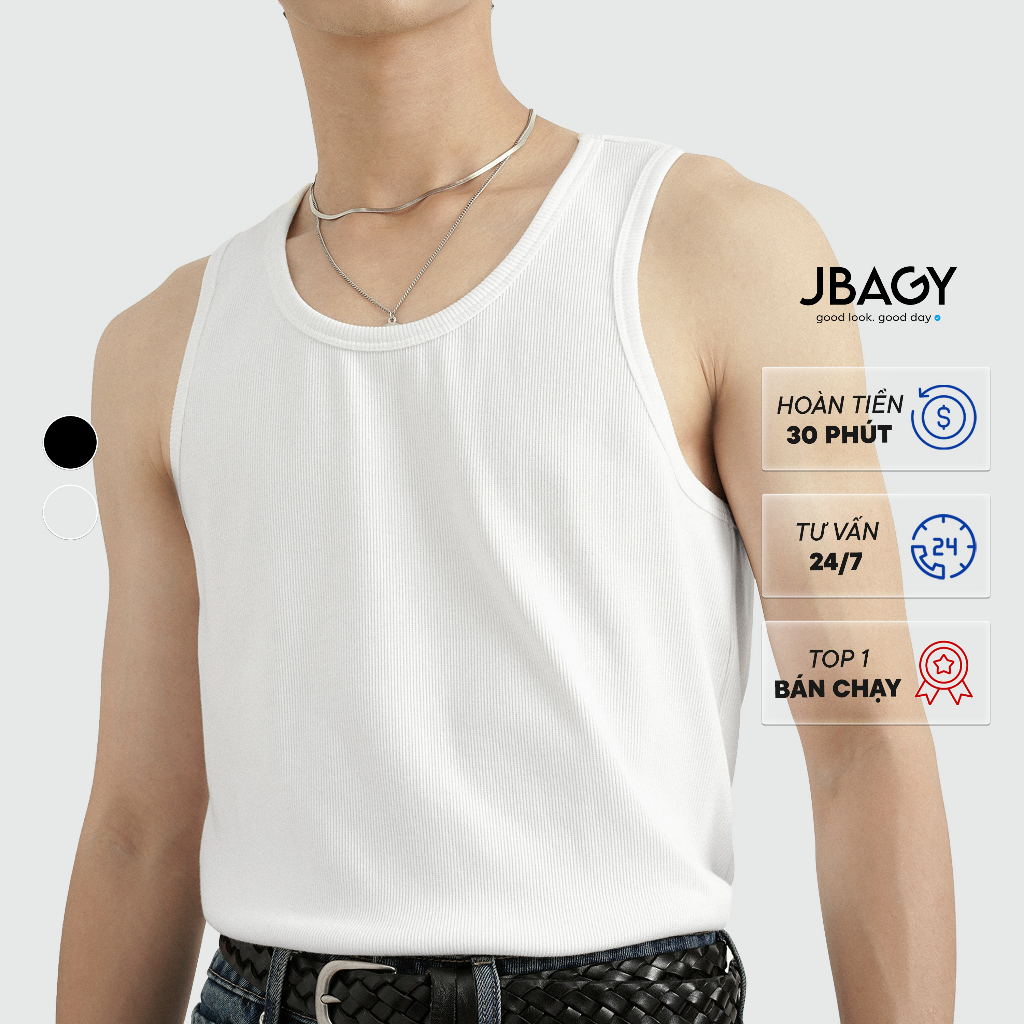 JBAGY
good look. good day
HOÀN TIỀN
30 PHÚT
TƯ VẤN
24/7
24
TOP 1
BÁN CHẠY